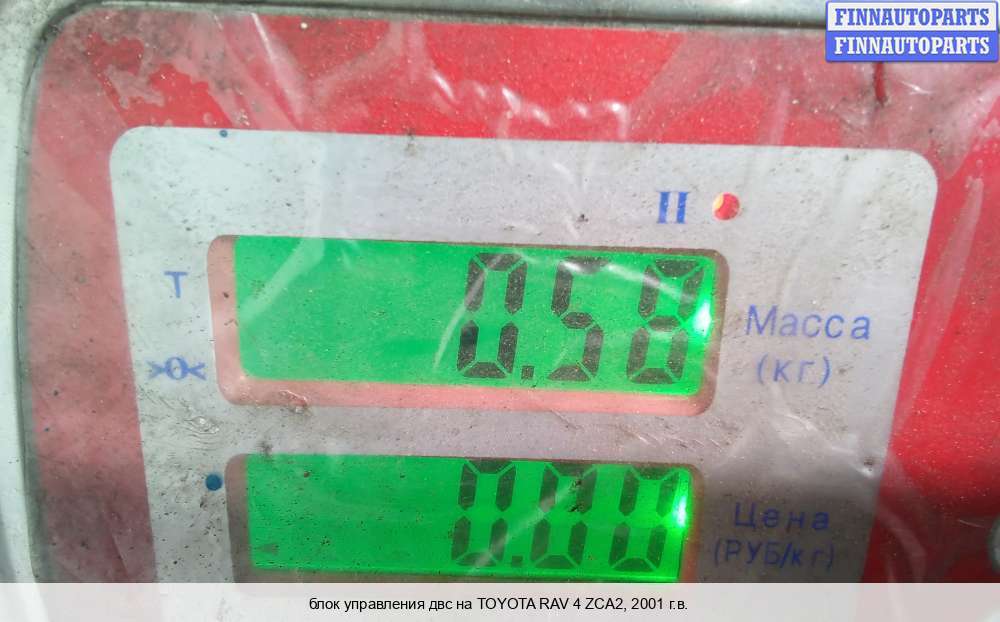 FINNAUTOPARTS
FINNAUTOPARTS
II
T
0.58
Масса
(кг)
>0<
0.00
Цена
(РУБ/кг)
блок управления двс на TOYOTA RAV 4 ZCA2, 2001 г.в.